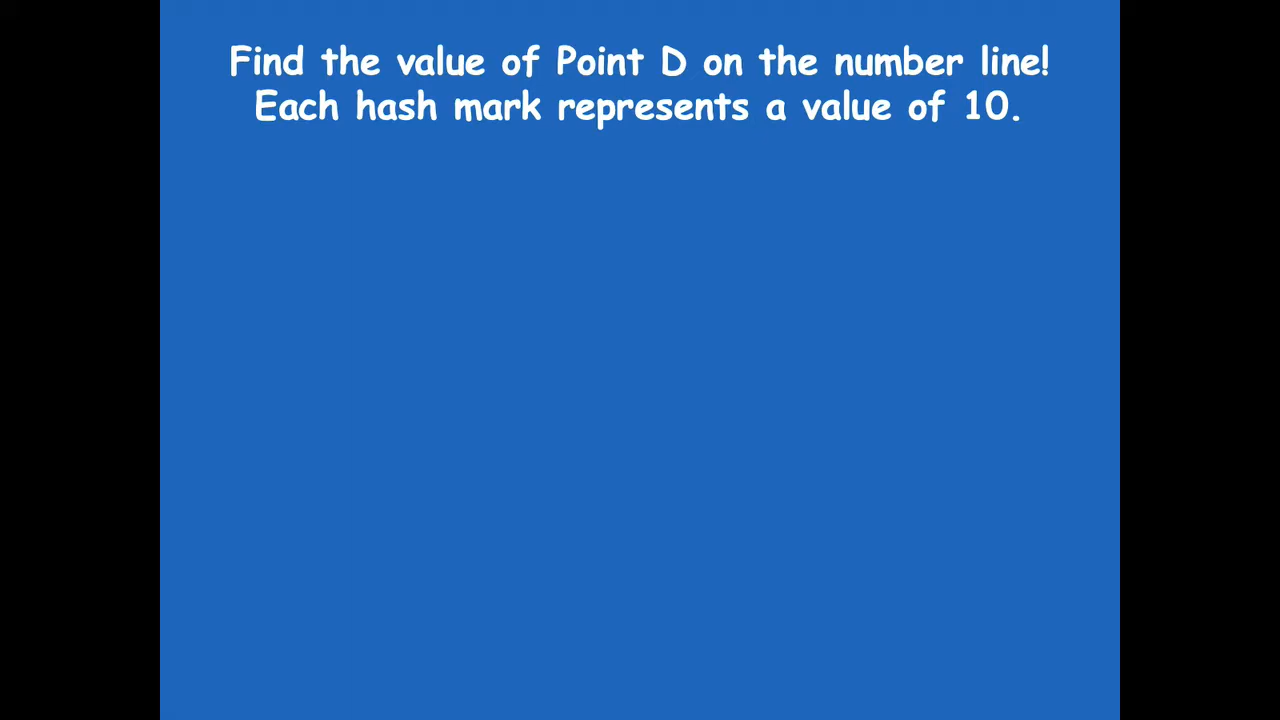 Find the value of Point D on the number line!
Each hash mark represents a value of 10.